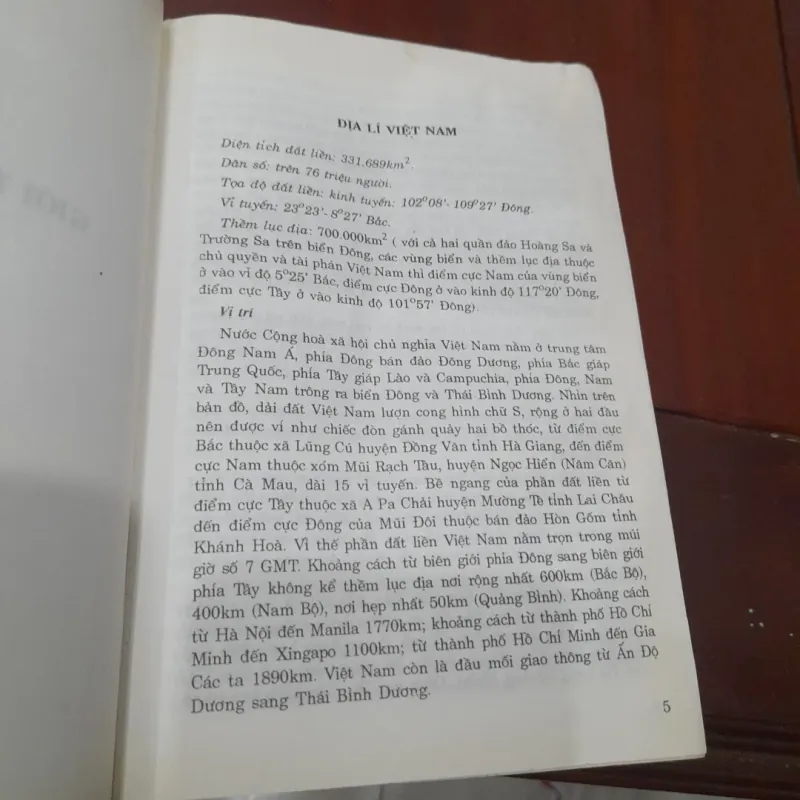 ĐỊA LÍ VIỆT NAM
Diện tích đất liền: 331.689km².
Dân số: trên 76 triệu người.
Tọa độ đất liền: kinh tuyến: 102º08'- 109º27' Đông.
Vĩ tuyến: 23º23'- 8º27' Bắc.
Thềm lục địa: 700.000km² ( với cả hai quần đảo Hoàng Sa và
Trường Sa trên biển Đông, các vùng biển và thềm lục địa thuộc
chủ quyền và tài phán Việt Nam thì điểm cực Nam của vùng biển
ở vào vĩ độ 5º25' Bắc, điểm cực Đông ở vào kinh độ 117º20' Đông,
điểm cực Tây ở vào kinh độ 101º57' Đông).
Vị trí
Nước Cộng hoà xã hội chủ nghĩa Việt Nam nằm ở trung tâm
Đông Nam Á, phía Đông bán đảo Đông Dương, phía Bắc giáp
Trung Quốc, phía Tây giáp Lào và Campuchia, phía Đông, Nam
và Tây Nam trông ra biển Đông và Thái Bình Dương. Nhìn trên
bản đồ, dải đất Việt Nam lượn cong hình chữ S, rộng ở hai đầu
nên được ví như chiếc đòn gánh quảy hai bồ thóc, từ điểm cực
Bắc thuộc xã Lũng Cú huyện Đồng Văn tỉnh Hà Giang, đến điểm
cực Nam thuộc xóm Mũi Rạch Tàu, huyện Ngọc Hiển (Năm Căn)
tỉnh Cà Mau, dài 15 vĩ tuyến. Bề ngang của phần đất liền từ
điểm cực Tây thuộc xã A Pa Chải huyện Mường Tè tỉnh Lai Châu
đến điểm cực Đông của Mũi Đôi thuộc bán đảo Hòn Gốm tỉnh
Khánh Hoà. Vì thế phần đất liền Việt Nam nằm trọn trong múi
giờ số 7 GMT. Khoảng cách từ biên giới phía Đông sang biên giới
phía Tây không kể thềm lục địa nơi rộng nhất 600km (Bắc Bộ),
400km (Nam Bộ), nơi hẹp nhất 50km (Quảng Bình). Khoảng cách
từ Hà Nội đến Manila 1770km; khoảng cách từ thành phố Hồ Chí
Minh đến Xingapo 1100km; từ thành phố Hồ Chí Minh đến Gia
Các ta 1890km. Việt Nam còn là đầu mối giao thông từ Ấn Độ
Dương sang Thái Bình Dương.
5